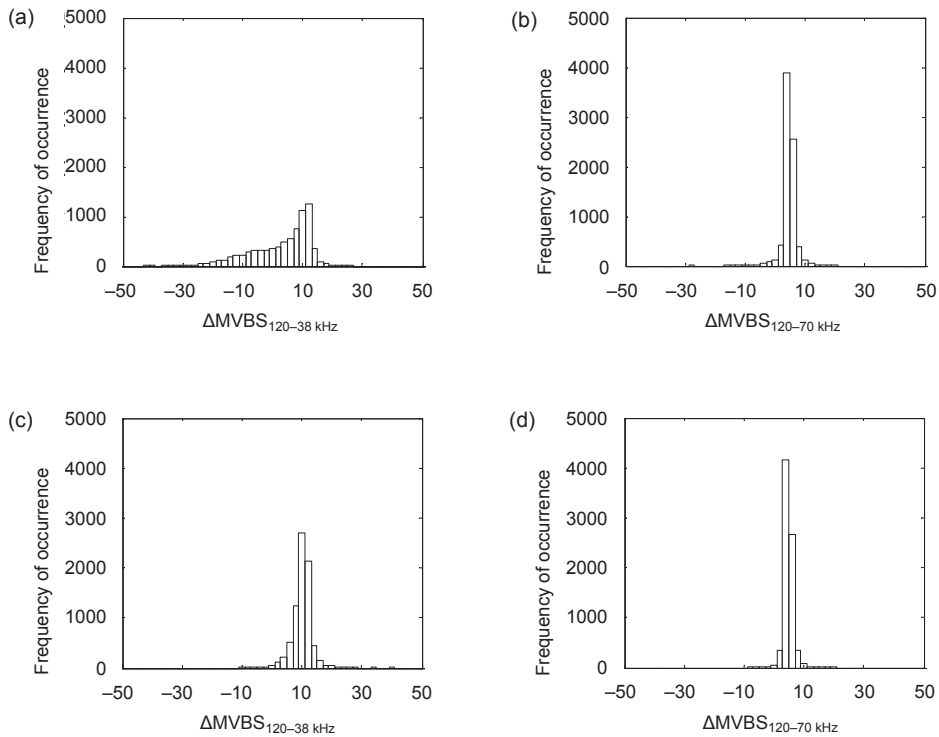 (a)
5000
4000
3000
2000
1000
0
Frequency of occurrence
–50 –30 –10 10 30 50
ΔMVBS120–38 kHz
(b)
5000
4000
3000
2000
1000
0
Frequency of occurrence
–50 –30 –10 10 30 50
ΔMVBS120–70 kHz
(c)
5000
4000
3000
2000
1000
0
Frequency of occurrence
–50 –30 –10 10 30 50
ΔMVBS120–38 kHz
(d)
5000
4000
3000
2000
1000
0
Frequency of occurrence
–50 –30 –10 10 30 50
ΔMVBS120–70 kHz